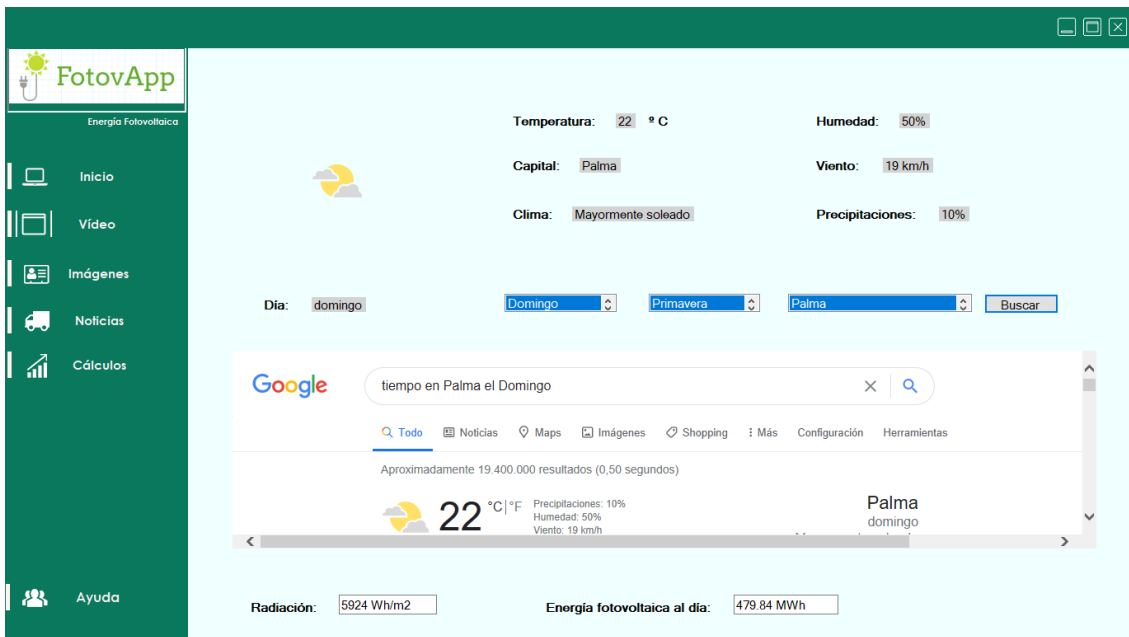 FotovApp
Energía Fotovoltaica
Inicio
Vídeo
Imágenes
Noticias
Cálculos
Ayuda
Temperatura: 22 º C Humedad: 50%
Capital: Palma Viento: 19 km/h
Clima: Mayormente soleado Precipitaciones: 10%
Día: domingo Domingo Primavera Palma Buscar
Google tiempo en Palma el Domingo
Todo Noticias Maps Imágenes Shopping Más Configuración Herramientas
Aproximadamente 19.400.000 resultados (0,50 segundos)
22 °C|°F Precipitaciones: 10%
Humedad: 50%
Viento: 19 km/h
Palma
domingo
Radiación: 5924 Wh/m2 Energía fotovoltaica al día: 479.84 MWh